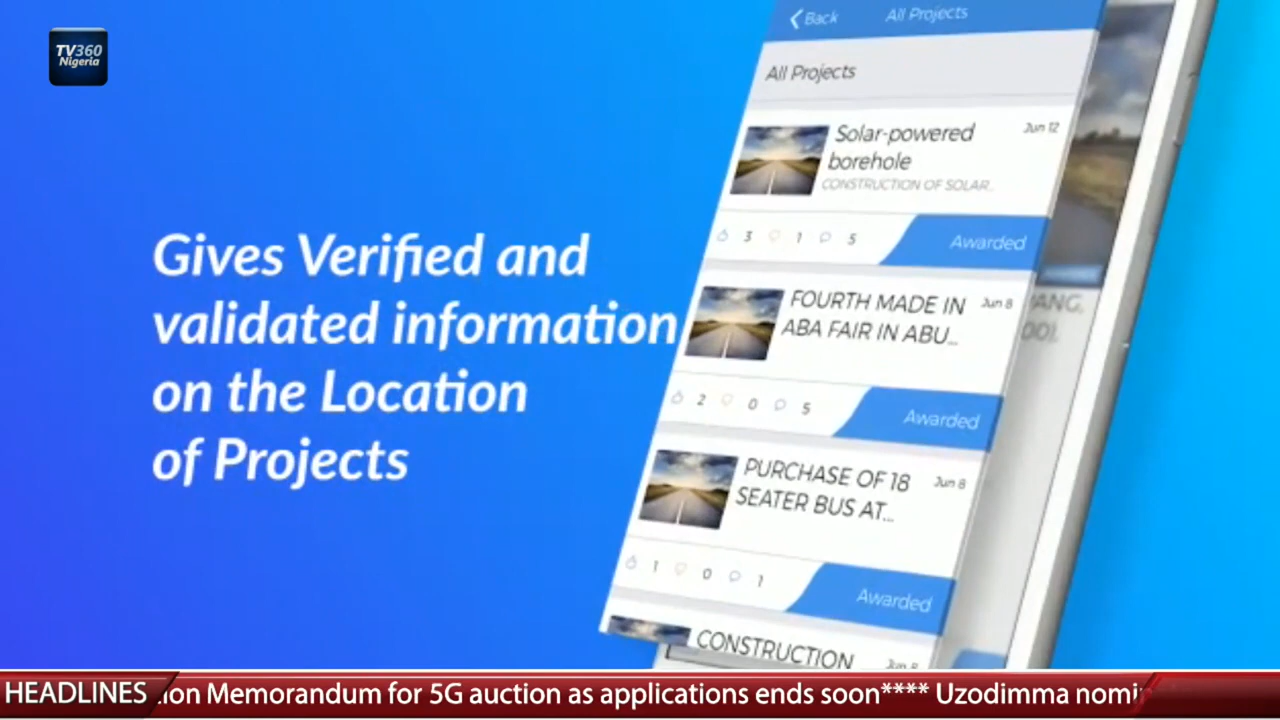 TV360
Nigeria
Gives Verified and
validated information
on the Location
of Projects
Back
All Projects
All Projects
Solar-powered
borehole
Jun 12
CONSTRUCTION OF SOLAR...
3 1 5
Awarded
FOURTH MADE IN
ABA FAIR IN ABU...
Jun 8
2 0 5
Awarded
PURCHASE OF 18
SEATER BUS AT...
Jun 8
1 0 1
Awarded
CONSTRUCTION
Jun 8
HEADLINES
ion Memorandum for 5G auction as applications ends soon**** Uzodimma nomi